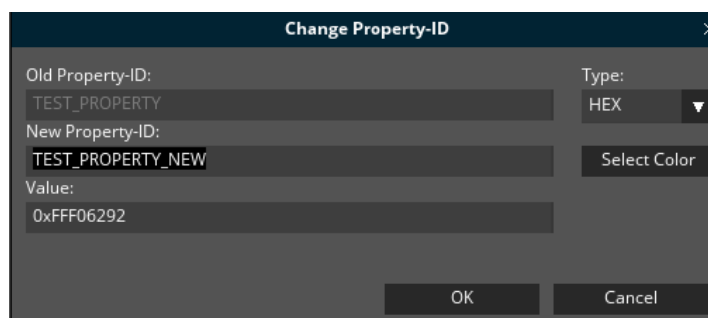 Change Property-ID
Old Property-ID:
Type:
TEST_PROPERTY
HEX
New Property-ID:
TEST_PROPERTY_NEW
Select Color
Value:
0xFFF06292
OK
Cancel